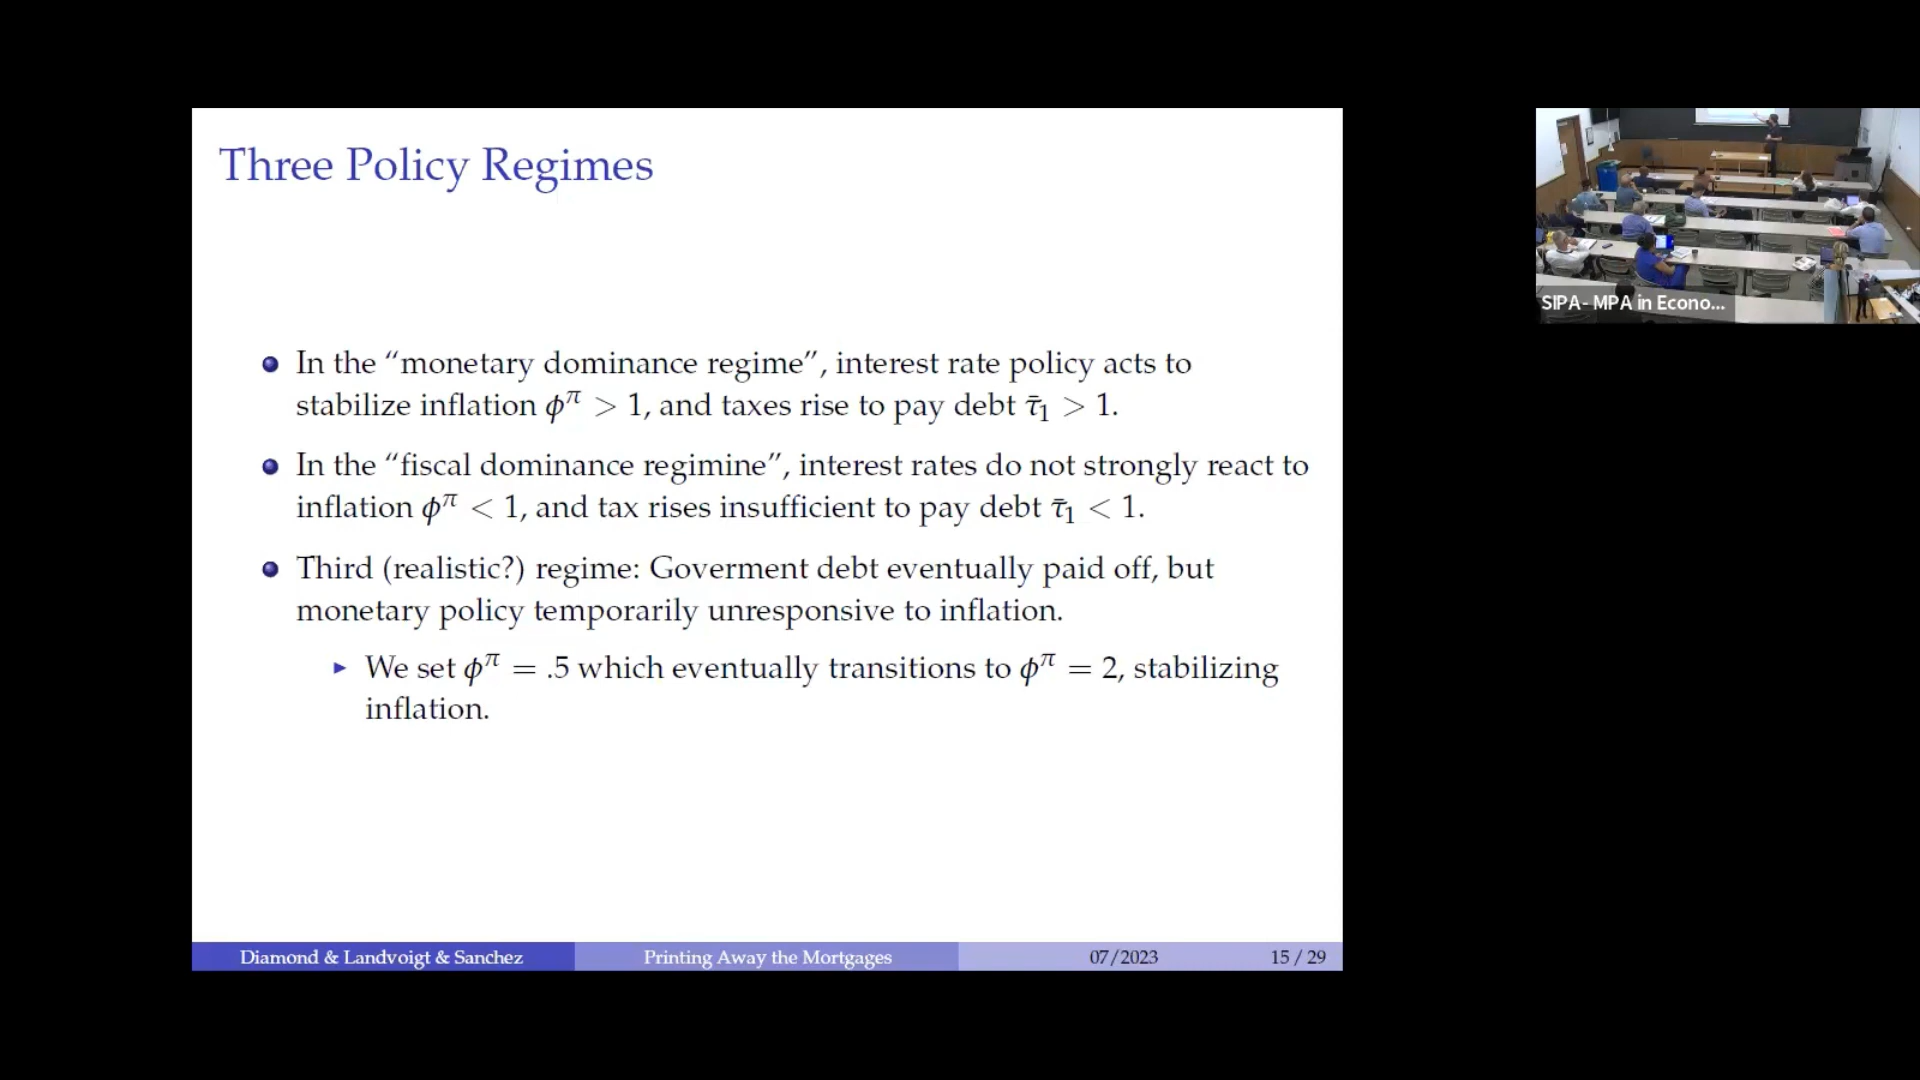 Three Policy Regimes
In the “monetary dominance regime”, interest rate policy acts to
stabilize inflation ϕ^π > 1, and taxes rise to pay debt τ̄₁ > 1.
In the “fiscal dominance regimine”, interest rates do not strongly react to
inflation ϕ^π < 1, and tax rises insufficient to pay debt τ̄₁ < 1.
Third (realistic?) regime: Goverment debt eventually paid off, but
monetary policy temporarily unresponsive to inflation.
We set ϕ^π = .5 which eventually transitions to ϕ^π = 2, stabilizing
inflation.
Diamond & Landvoigt & Sanchez
Printing Away the Mortgages
07/2023
15 / 29
SIPA- MPA in Econo...